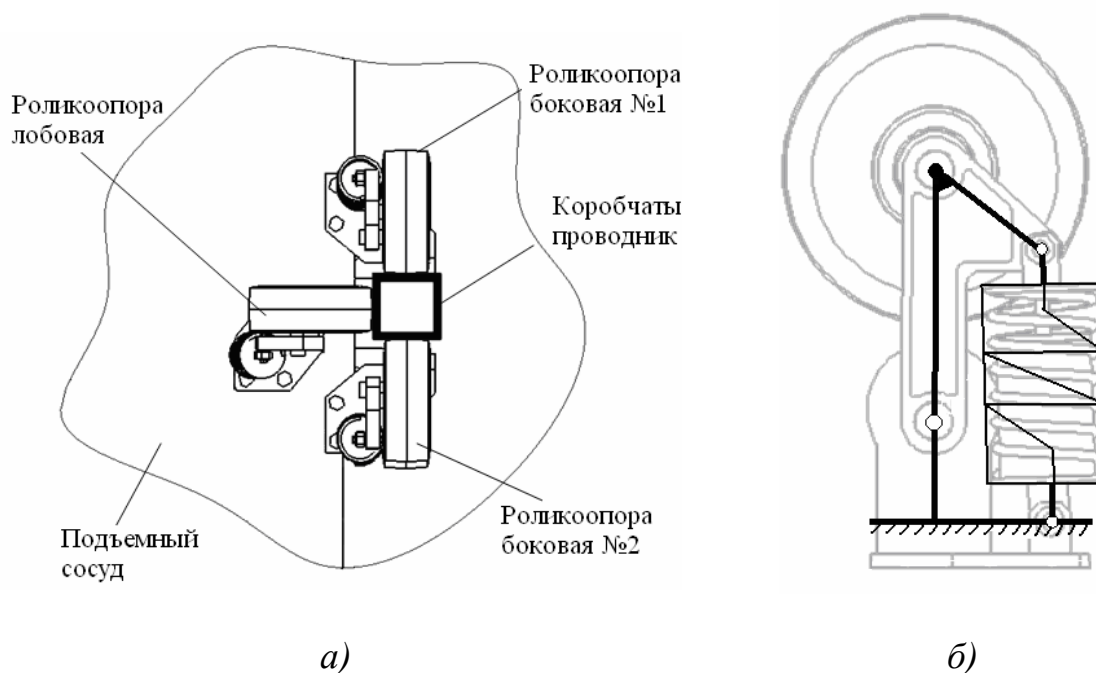 Роликоопора
боковая №1
Роликоопора
лобовая
Коробчаты
проводник
Роликоопора
боковая №2
Подъемный
сосуд
а)
б)